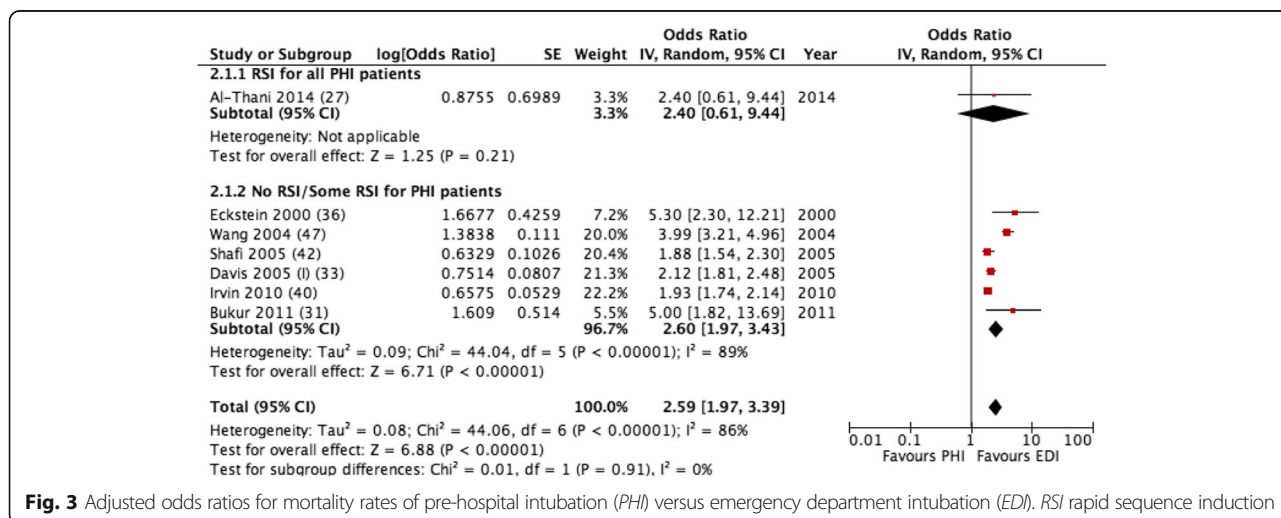 Odds Ratio Odds Ratio
Study or Subgroup log[Odds Ratio] SE Weight IV, Random, 95% CI Year IV, Random, 95% CI
2.1.1 RSI for all PHI patients
Al-Thani 2014 (27) 0.8755 0.6989 3.3% 2.40 [0.61, 9.44] 2014
Subtotal (95% CI) 3.3% 2.40 [0.61, 9.44]
Heterogeneity: Not applicable
Test for overall effect: Z = 1.25 (P = 0.21)
2.1.2 No RSI/Some RSI for PHI patients
Eckstein 2000 (36) 1.6677 0.4259 7.2% 5.30 [2.30, 12.21] 2000
Wang 2004 (47) 1.3838 0.111 20.0% 3.99 [3.21, 4.96] 2004
Shafi 2005 (42) 0.6329 0.1026 20.4% 1.88 [1.54, 2.30] 2005
Davis 2005 (I) (33) 0.7514 0.0807 21.3% 2.12 [1.81, 2.48] 2005
Irvin 2010 (40) 0.6575 0.0529 22.2% 1.93 [1.74, 2.14] 2010
Bukur 2011 (31) 1.609 0.514 5.5% 5.00 [1.82, 13.69] 2011
Subtotal (95% CI) 96.7% 2.60 [1.97, 3.43]
Heterogeneity: Tau² = 0.09; Chi² = 44.04, df = 5 (P < 0.00001); I² = 89%
Test for overall effect: Z = 6.71 (P < 0.00001)
Total (95% CI) 100.0% 2.59 [1.97, 3.39]
Heterogeneity: Tau² = 0.08; Chi² = 44.06, df = 6 (P < 0.00001); I² = 86%
Test for overall effect: Z = 6.88 (P < 0.00001)
Test for subgroup differences: Chi² = 0.01, df = 1 (P = 0.91), I² = 0%
0.01 0.1 1 10 100
Favours PHI Favours EDI
Fig. 3 Adjusted odds ratios for mortality rates of pre-hospital intubation (PHI) versus emergency department intubation (EDI). RSI rapid sequence induction